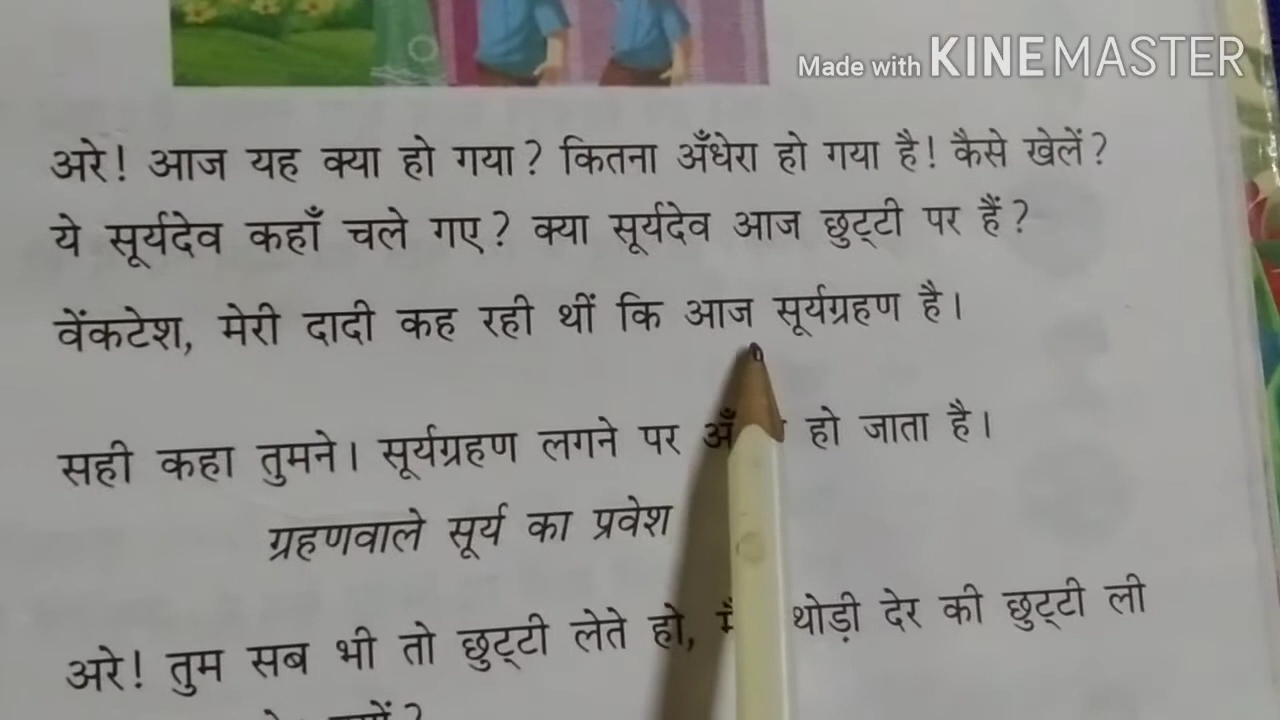 Made with KINEMASTER
अरे! आज यह क्या हो गया? कितना अँधेरा हो गया है! कैसे खेलें?
ये सूर्यदेव कहाँ चले गए? क्या सूर्यदेव आज छुट्टी पर हैं?
वेंकटेश, मेरी दादी कह रही थीं कि आज सूर्यग्रहण है।
सही कहा तुमने। सूर्यग्रहण लगने पर हो जाता है।
ग्रहणवाले सूर्य का प्रवेश
अरे! तुम सब भी तो छुट्टी लेते हो, थोड़ी देर की छुट्टी ली